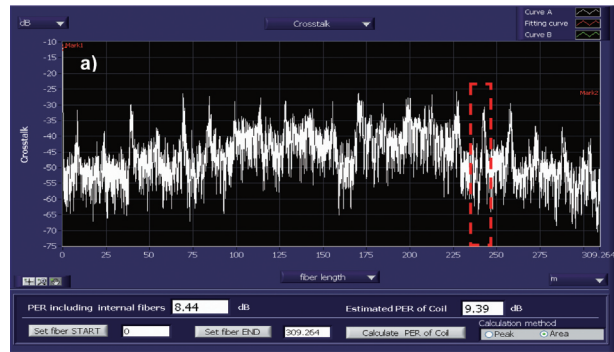 dB
Crosstalk
Curve A
Fitting curve
Curve B
Mark1
a)
Mark2
Crosstalk
-10
-15
-20
-25
-30
-35
-40
-45
-50
-55
-60
-65
-70
-75
0 25 50 75 100 125 150 175 200 225 250 275 309.264
fiber length
m
PER including internal fibers 8.44 dB Estimated PER of Coil 9.39 dB
Calculation method
Set fiber START 0 Set fiber END 309.264 Calculate PER of Coil Peak Area